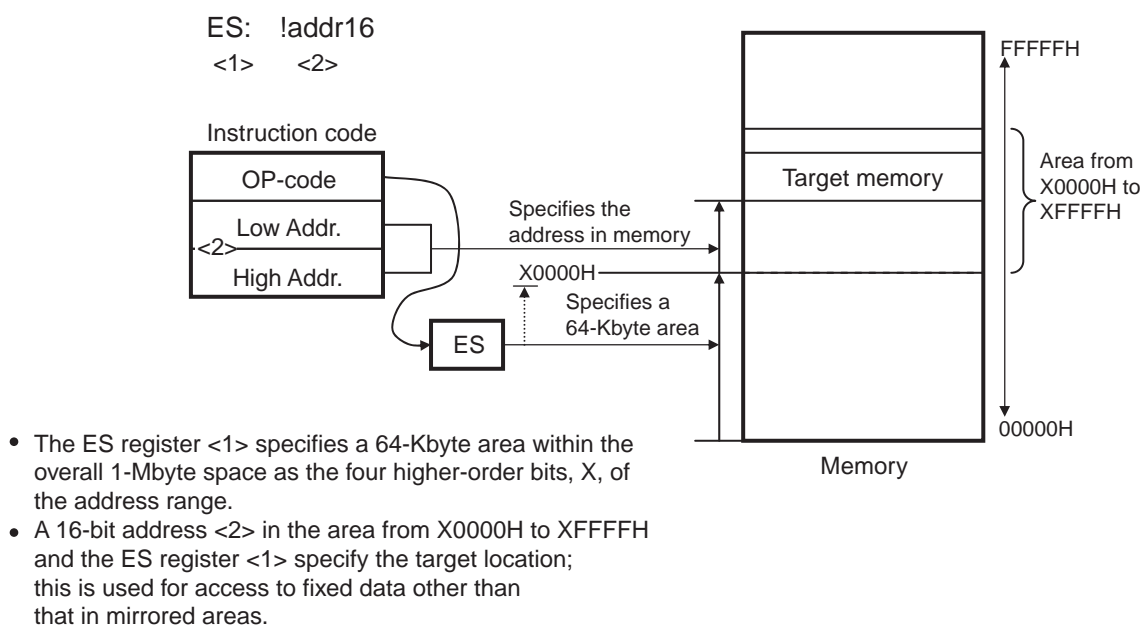 ES: !addr16
<1> <2>
Instruction code
OP-code
Low Addr.
<2>
High Addr.
ES
Specifies the
address in memory
X0000H
Specifies a
64-Kbyte area
Target memory
Memory
FFFFFH
Area from
X0000H to
XFFFFH
00000H
• The ES register <1> specifies a 64-Kbyte area within the
overall 1-Mbyte space as the four higher-order bits, X, of
the address range.
• A 16-bit address <2> in the area from X0000H to XFFFFH
and the ES register <1> specify the target location;
this is used for access to fixed data other than
that in mirrored areas.